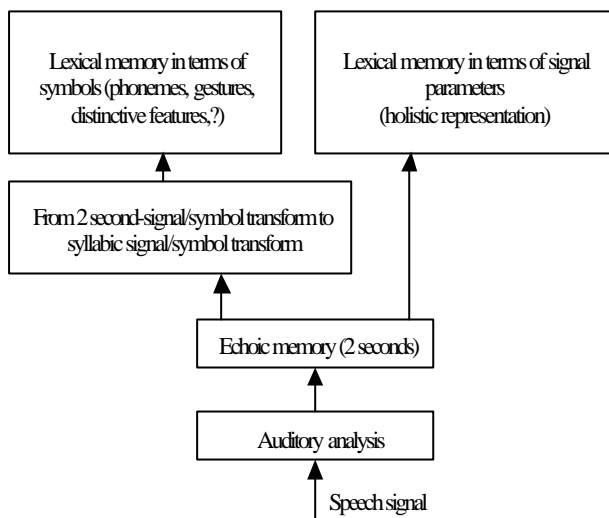 Lexical memory in terms of
symbols (phonemes, gestures,
distinctive features,?)
Lexical memory in terms of signal
parameters
(holistic representation)
From 2 second-signal/symbol transform to
syllabic signal/symbol transform
Echoic memory (2 seconds)
Auditory analysis
Speech signal